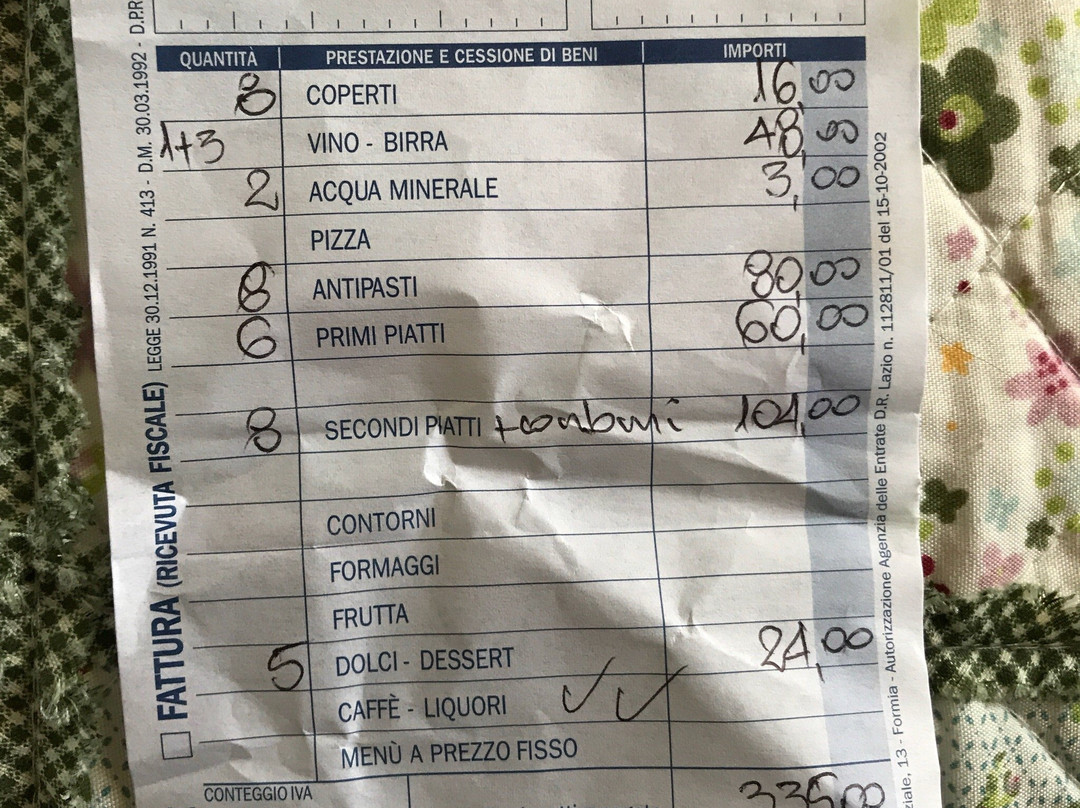 QUANTITÀ PRESTAZIONE E CESSIONE DI BENI IMPORTI
8 COPERTI 16,00
1+3 VINO - BIRRA 48,00
2 ACQUA MINERALE 3,00
PIZZA
8 ANTIPASTI 80,00
6 PRIMI PIATTI 60,00
8 SECONDI PIATTI 104,00
CONTORNI
FORMAGGI
FRUTTA
5 DOLCI - DESSERT 24,00
CAFFÈ - LIQUORI
MENÙ A PREZZO FISSO
CONTEGGIO IVA 335,00
FATTURA (RICEVUTA FISCALE) LEGGE 30.12.1991 N. 413 - D.M. 30.03.1992 - D.P.R
13 - Formia - Autorizzazione Agenzia delle Entrate D.R. Lazio n. 112811/01 del 15-10-2002